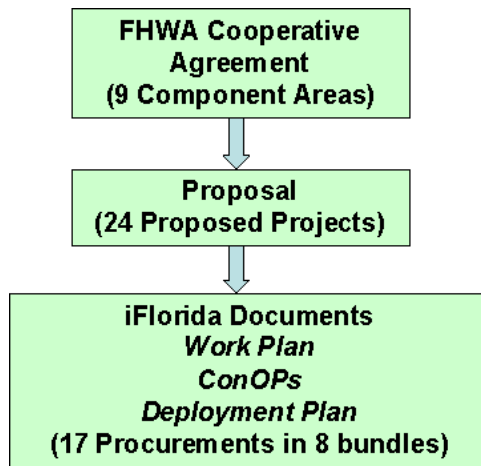 FHWA Cooperative
Agreement
(9 Component Areas)
Proposal
(24 Proposed Projects)
iFlorida Documents
Work Plan
ConOPs
Deployment Plan
(17 Procurements in 8 bundles)